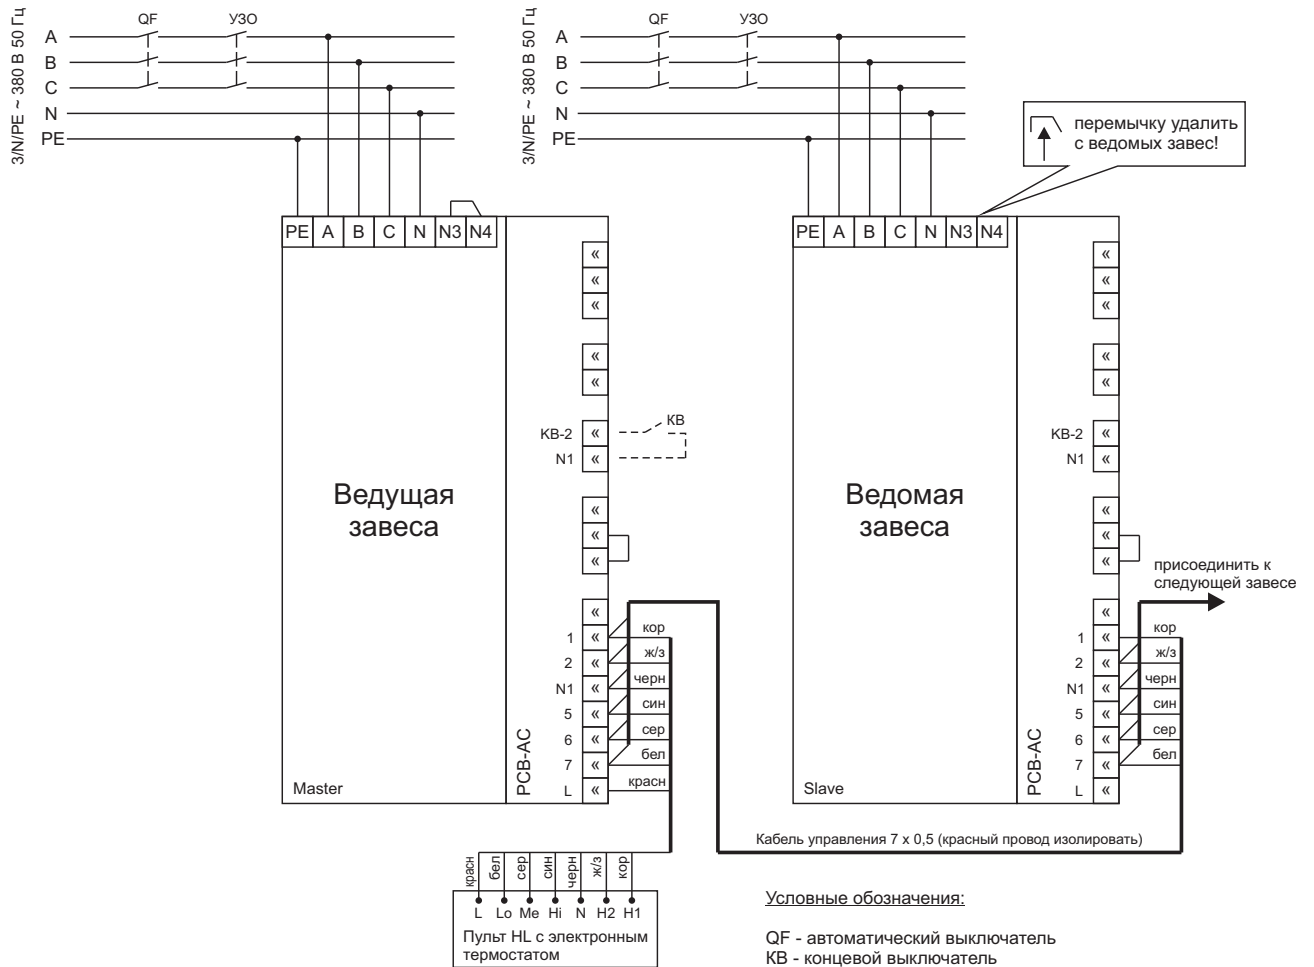 3/N/PE ~ 380 В 50 Гц
QF УЗО
A
B
C
N
PE
3/N/PE ~ 380 В 50 Гц
QF УЗО
A
B
C
N
PE
перемычку удалить
с ведомых завес!
PE A B C N N3 N4
«
«
«
«
«
КВ-2 «
N1 «
КВ
«
«
«
«
1 « кор
2 « ж/з
N1 « черн
5 « син
6 « сер
7 « бел
L « красн
Ведущая
завеса
Master
PCB-AC
PE A B C N N3 N4
«
«
«
«
«
КВ-2 «
N1 «
«
«
«
«
1 « кор
2 « ж/з
N1 « черн
5 « син
6 « сер
7 « бел
L «
Ведомая
завеса
Slave
PCB-AC
присоединить к
следующей завесе
Кабель управления 7 х 0,5 (красный провод изолировать)
красн бел сер син черн ж/з кор
L Lo Me Hi N H2 H1
Пульт HL с электронным
термостатом
Условные обозначения:
QF - автоматический выключатель
КВ - концевой выключатель